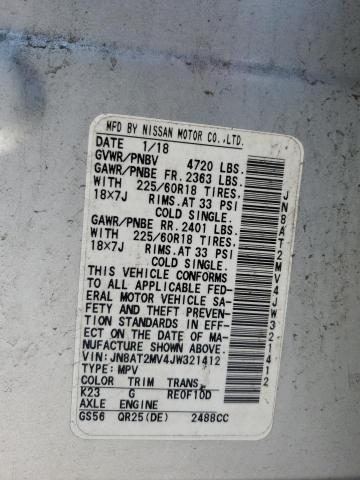 MFD BY NISSAN MOTOR CO.,LTD.
DATE 1/18
GVWR/PNBV 4720 LBS.
GAWR/PNBE FR. 2363 LBS.
WITH 225/60R18 TIRES,
18X7J RIMS.AT 33 PSI
COLD SINGLE.
GAWR/PNBE RR. 2401 LBS.
WITH 225/60R18 TIRES,
18X7J RIMS.AT 33 PSI
COLD SINGLE.
THIS VEHICLE CONFORMS
TO ALL APPLICABLE FED-
ERAL MOTOR VEHICLE SA-
FETY AND THEFT PREVENTION
STANDARDS IN EFF-
ECT ON THE DATE OF MA-
NUFACTURE SHOWN ABOVE.
VIN: JN8AT2MV4JW321412
TYPE: MPV
COLOR TRIM TRANS
K23 G RE0F10D
AXLE ENGINE
GS56 QR25(DE) 2488CC
JN8AT2MV4JW321412